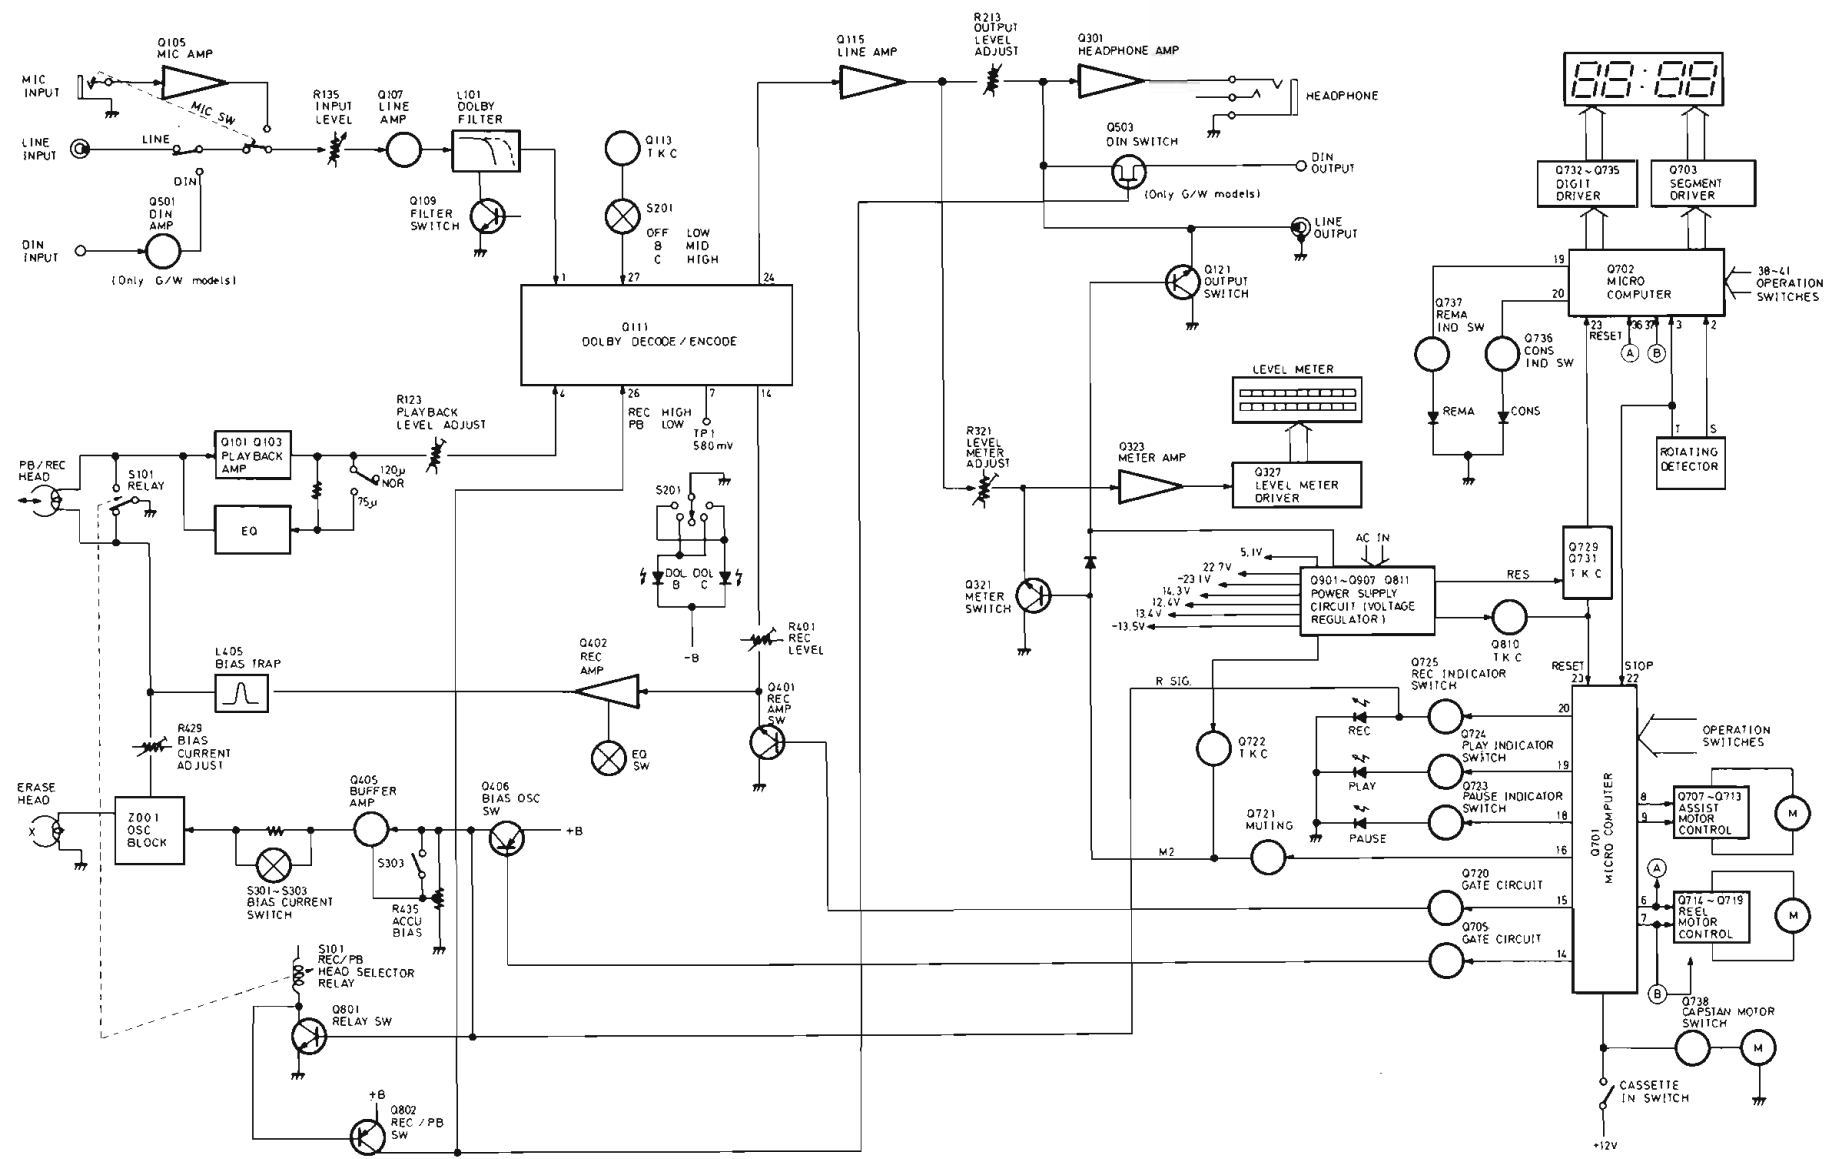 Q105
MIC AMP
MIC
INPUT
MIC SW
LINE
INPUT
LINE
DIN
Q501
DIN
AMP
DIN
INPUT
(Only G/W models)
R135
INPUT
LEVEL
Q107
LINE
AMP
L101
DOLBY
FILTER
Q109
FILTER
SWITCH
Q113
TKC
S201
OFF LOW
B MID
C HIGH
1
27
24
Q111
DOLBY DECODE/ENCODE
4
26
7
14
REC HIGH
PB LOW
TP1
580mV
Q115
LINE AMP
R213
OUTPUT
LEVEL
ADJUST
Q301
HEADPHONE AMP
HEADPHONE
Q503
DIN SWITCH
DIN
OUTPUT
(Only G/W models)
LINE
OUTPUT
Q121
OUTPUT
SWITCH
88:88
Q732~Q735
DIGIT
DRIVER
Q703
SEGMENT
DRIVER
Q702
MICRO
COMPUTER
19
20
38~41
OPERATION
SWITCHES
23
RESET
36
37
3
2
A
B
Q737
REMA
IND SW
Q736
CONS
IND SW
REMA
CONS
T
S
ROTATING
DETECTOR
R123
PLAYBACK
LEVEL ADJUST
PB/REC
HEAD
S101
RELAY
Q101 Q103
PLAYBACK
AMP
EQ
120µ
NOR
75µ
S201
DOL
B
DOL
C
-B
LEVEL METER
R321
LEVEL
METER
ADJUST
Q323
METER AMP
Q327
LEVEL METER
DRIVER
Q321
METER
SWITCH
AC IN
5.1V
22.7V
-23.1V
14.3V
12.4V
13.4V
-13.5V
Q901~Q907 Q811
POWER SUPPLY
CIRCUIT (VOLTAGE
REGULATOR)
RES
Q729
Q731
TKC
Q810
TKC
L405
BIAS TRAP
Q402
REC
AMP
EQ
SW
R401
REC
LEVEL
Q401
REC
AMP
SW
R429
BIAS
CURRENT
ADJUST
ERASE
HEAD
X
Z001
OSC
BLOCK
S301~S303
BIAS CURRENT
SWITCH
Q405
BUFFER
AMP
S303
R435
ACCU
BIAS
Q406
BIAS OSC
SW
+B
R SIG.
Q722
TKC
Q721
MUTING
M2
Q725
REC INDICATOR
SWITCH
REC
Q724
PLAY INDICATOR
SWITCH
PLAY
Q723
PAUSE INDICATOR
SWITCH
PAUSE
Q720
GATE CIRCUIT
Q705
GATE CIRCUIT
RESET
23
STOP
22
20
19
18
16
15
14
Q701
MICRO COMPUTER
OPERATION
SWITCHES
8
9
Q707~Q713
ASSIST
MOTOR
CONTROL
M
A
6
7
Q714~Q719
REEL
MOTOR
CONTROL
M
B
Q738
CAPSTAN MOTOR
SWITCH
M
CASSETTE
IN SWITCH
+12V
S101
REC/PB
HEAD SELECTOR
RELAY
Q801
RELAY SW
+B
Q802
REC/PB
SW